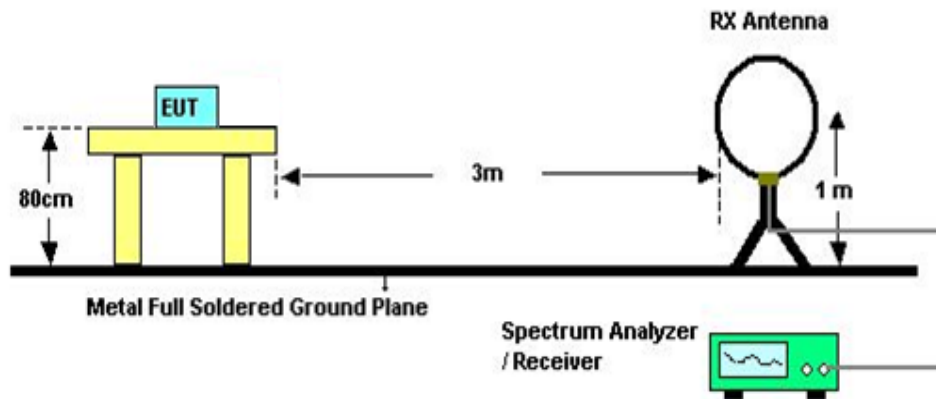 RX Antenna
EUT
80cm
3m
1 m
Metal Full Soldered Ground Plane
Spectrum Analyzer
/ Receiver